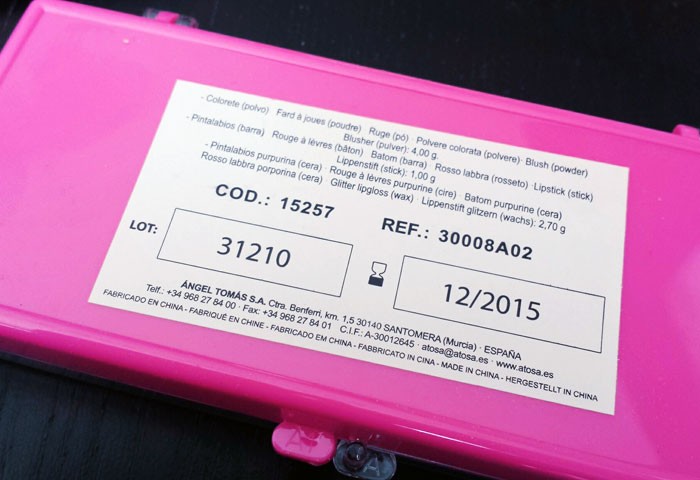 - Colorete (polvo) · Fard à joues (poudre) · Ruge (pó) · Polvere colorata (polvere) · Blush (powder)
Blusher (pulver): 4,00 g.
- Pintalabios (barra) · Rouge à lévres (bâton) · Batom (barra) · Rosso labbra (rosseto) · Lipstick (stick)
Lippenstift (stick): 1,00 g
- Pintalabios purpurina (cera) · Rouge à lévres purpurine (cire) · Batom purpurine (cera)
Rosso labbra porporina (cera) · Glitter lipgloss (wax) · Lippenstift glitzern (wachs): 2,70 g
COD.: 15257 REF.: 30008A02
LOT: 31210 12/2015
ÁNGEL TOMÁS S.A. Ctra. Benferri, km. 1,5 30140 SANTOMERA (Murcia) · ESPAÑA
Telf.: +34 968 27 84 00 · Fax: +34 968 27 84 01 C.I.F.: A-30012645 · atosa@atosa.es · www.atosa.es
FABRICADO EN CHINA - FABRIQUÉ EN CHINE - FABRICADO EM CHINA - FABBRICATO IN CINA - MADE IN CHINA - HERGESTELLT IN CHINA
A A